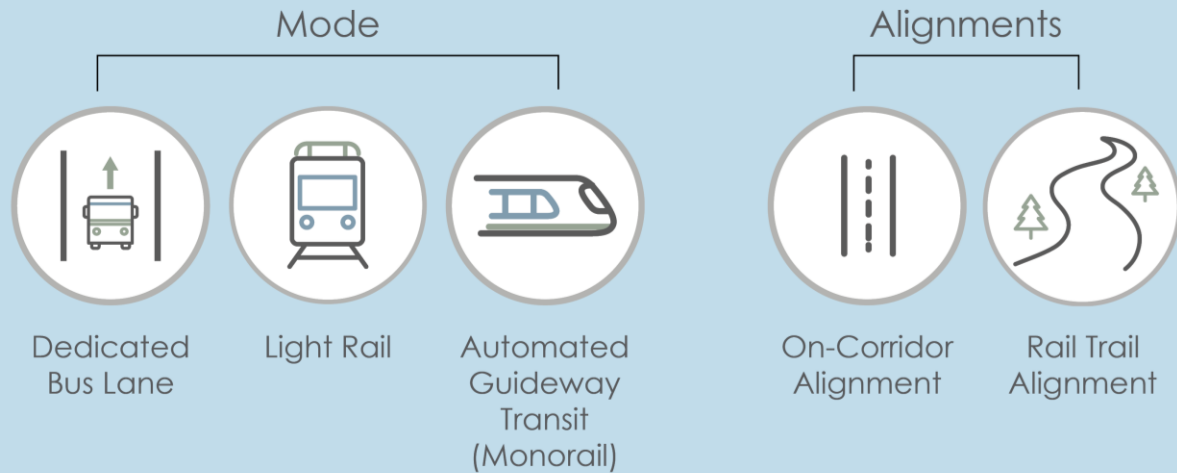 Mode
Alignments
Dedicated
Bus Lane
Light Rail
Automated
Guideway
Transit
(Monorail)
On-Corridor
Alignment
Rail Trail
Alignment